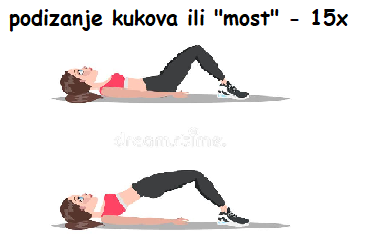 podizanje kukova ili "most" - 15x
dreamstime.